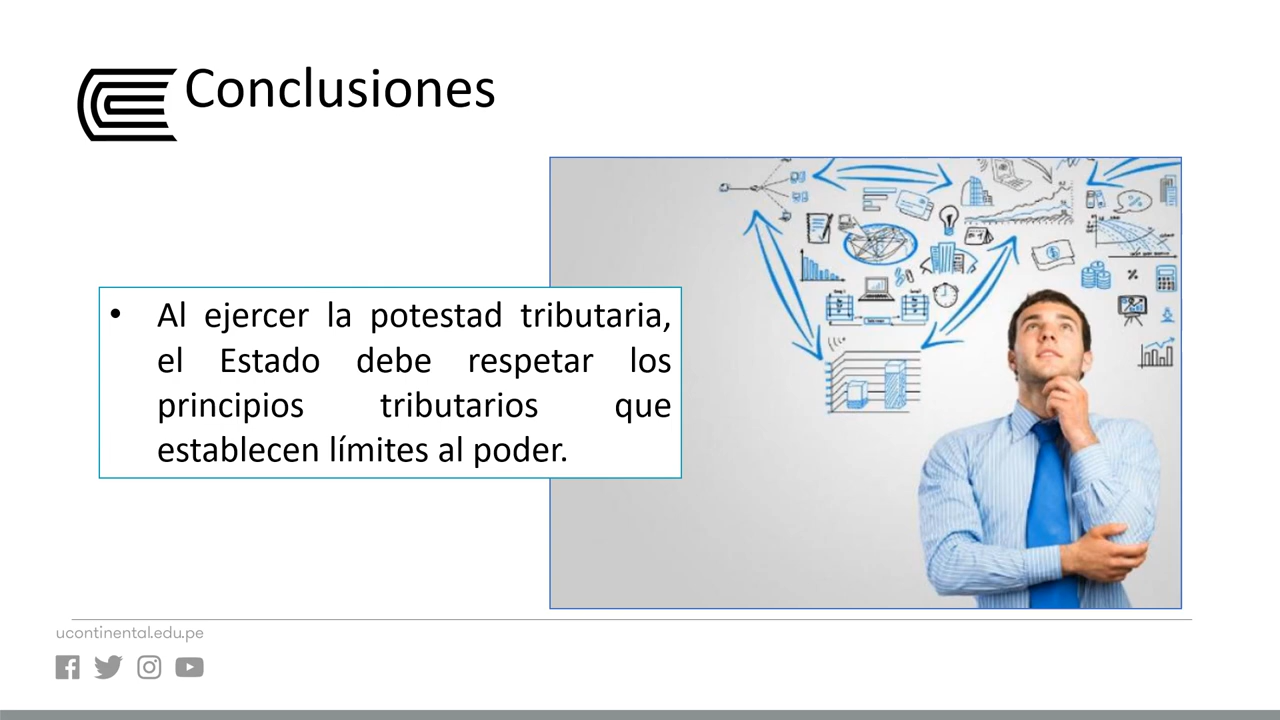 Conclusiones
• Al ejercer la potestad tributaria,
el Estado debe respetar los
principios tributarios que
establecen límites al poder.
ucontinental.edu.pe